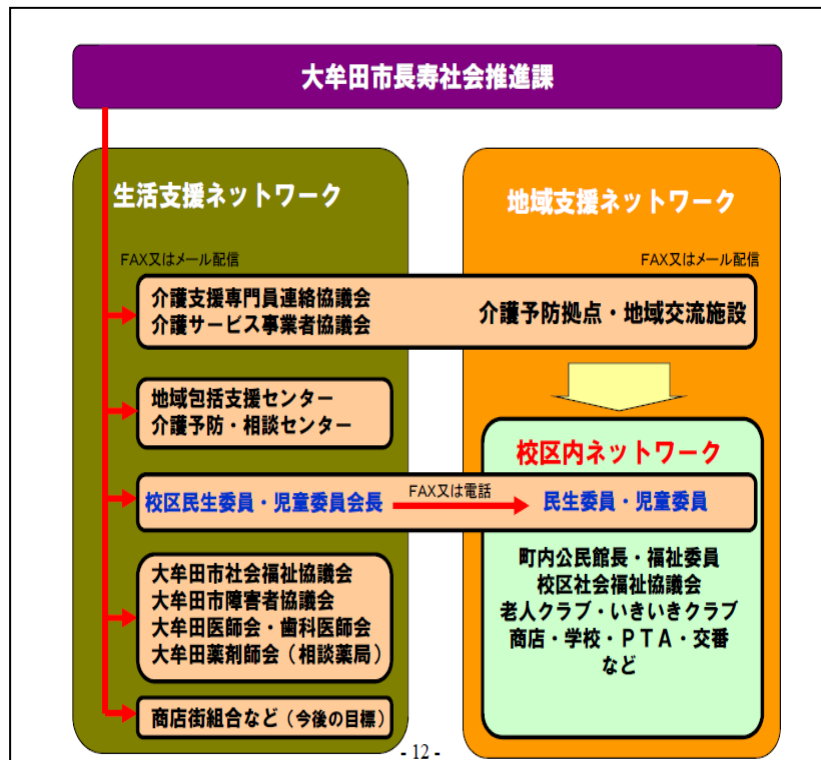 大牟田市長寿社会推進課
生活支援ネットワーク
FAX又はメール配信
介護支援専門員連絡協議会
介護サービス事業者協議会
地域包括支援センター
介護予防・相談センター
校区民生委員・児童委員会長
FAX又は電話
大牟田市社会福祉協議会
大牟田市障害者協議会
大牟田医師会・歯科医師会
大牟田薬剤師会（相談薬局）
商店街組合など（今後の目標）
地域支援ネットワーク
FAX又はメール配信
介護予防拠点・地域交流施設
校区内ネットワーク
民生委員・児童委員
町内公民館長・福祉委員
校区社会福祉協議会
老人クラブ・いきいきクラブ
商店・学校・ＰＴＡ・交番
など
- 12 -